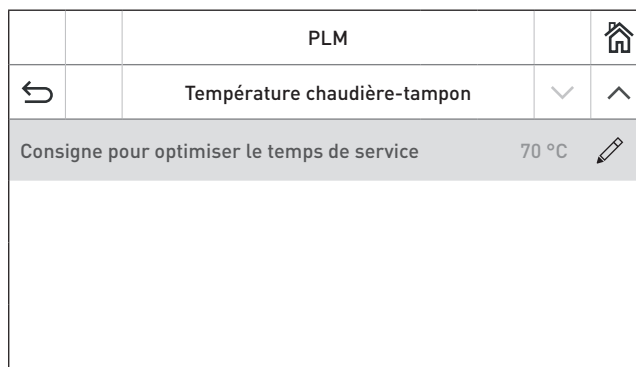 PLM
Température chaudière-tampon
Consigne pour optimiser le temps de service 70 °C